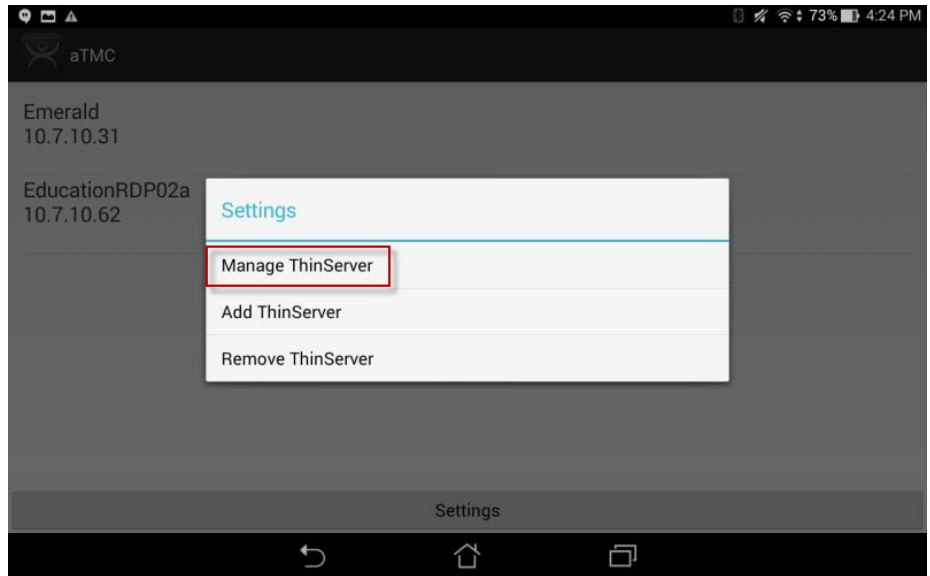 73% 4:24 PM
aTMC
Emerald
10.7.10.31
EducationRDP02a
10.7.10.62
Settings
Manage ThinServer
Add ThinServer
Remove ThinServer
Settings